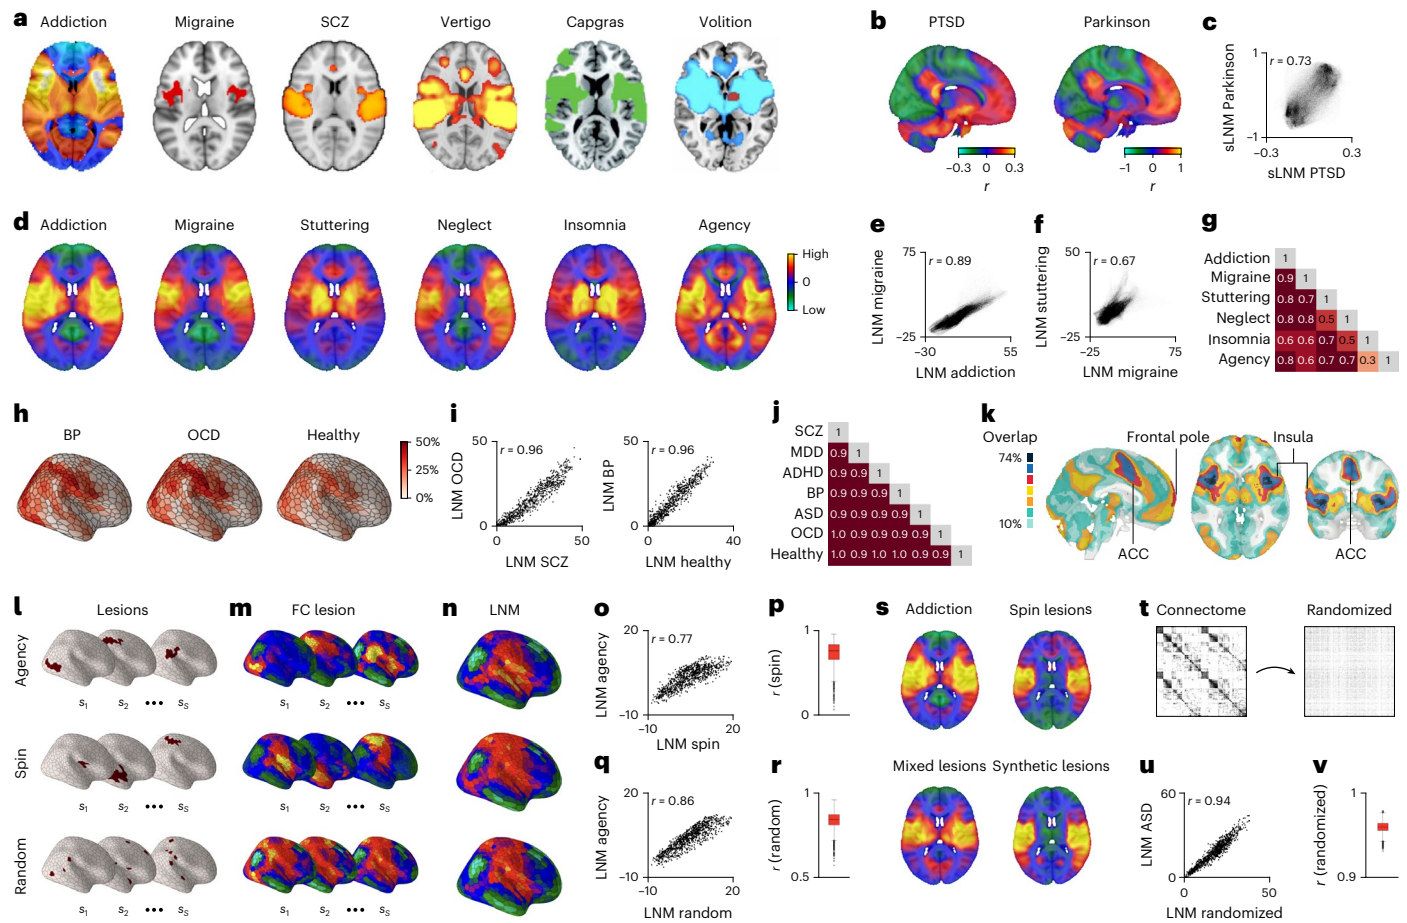 a
Addiction
Migraine
SCZ
Vertigo
Capgras
Volition
b
PTSD
Parkinson
−0.3 0 0.3
r
−1 0 1
r
c
r = 0.73
sLNM Parkinson
1
−1
−0.3 0.3
sLNM PTSD
d
Addiction
Migraine
Stuttering
Neglect
Insomnia
Agency
High
0
Low
e
LNM migraine
75
r = 0.89
−25
−30 55
LNM addiction
f
LNM stuttering
50
r = 0.67
−25
−25 75
LNM migraine
g
Addiction 1
Migraine 0.9 1
Stuttering 0.8 0.7 1
Neglect 0.8 0.8 0.5 1
Insomnia 0.6 0.6 0.7 0.5 1
Agency 0.8 0.6 0.7 0.7 0.3 1
h
BP
OCD
Healthy
50%
25%
0%
i
LNM OCD
50
r = 0.96
0
0 50
LNM SCZ
LNM BP
50
r = 0.96
0
0 40
LNM healthy
j
SCZ 1
MDD 0.9 1
ADHD 0.9 0.9 1
BP 0.9 0.9 0.9 1
ASD 0.9 0.9 0.9 0.9 1
OCD 1.0 0.9 0.9 0.9 0.9 1
Healthy 1.0 0.9 1.0 1.0 0.9 0.9 1
k
Overlap
74%
10%
Frontal pole
Insula
ACC
ACC
l
Lesions
Agency
s1 s2 ••• sS
Spin
s1 s2 ••• sS
Random
s1 s2 ••• sS
m
FC lesion
s1 s2 ••• sS
s1 s2 ••• sS
s1 s2 ••• sS
n
LNM
o
LNM agency
20
r = 0.77
−10
−10 20
LNM spin
p
r (spin)
1
0
q
LNM agency
20
r = 0.86
−10
−10 20
LNM random
r
r (random)
1
0.5
s
Addiction
Spin lesions
Mixed lesions
Synthetic lesions
t
Connectome
Randomized
u
LNM ASD
60
r = 0.94
0
0 50
LNM randomized
v
r (randomized)
1
0.9